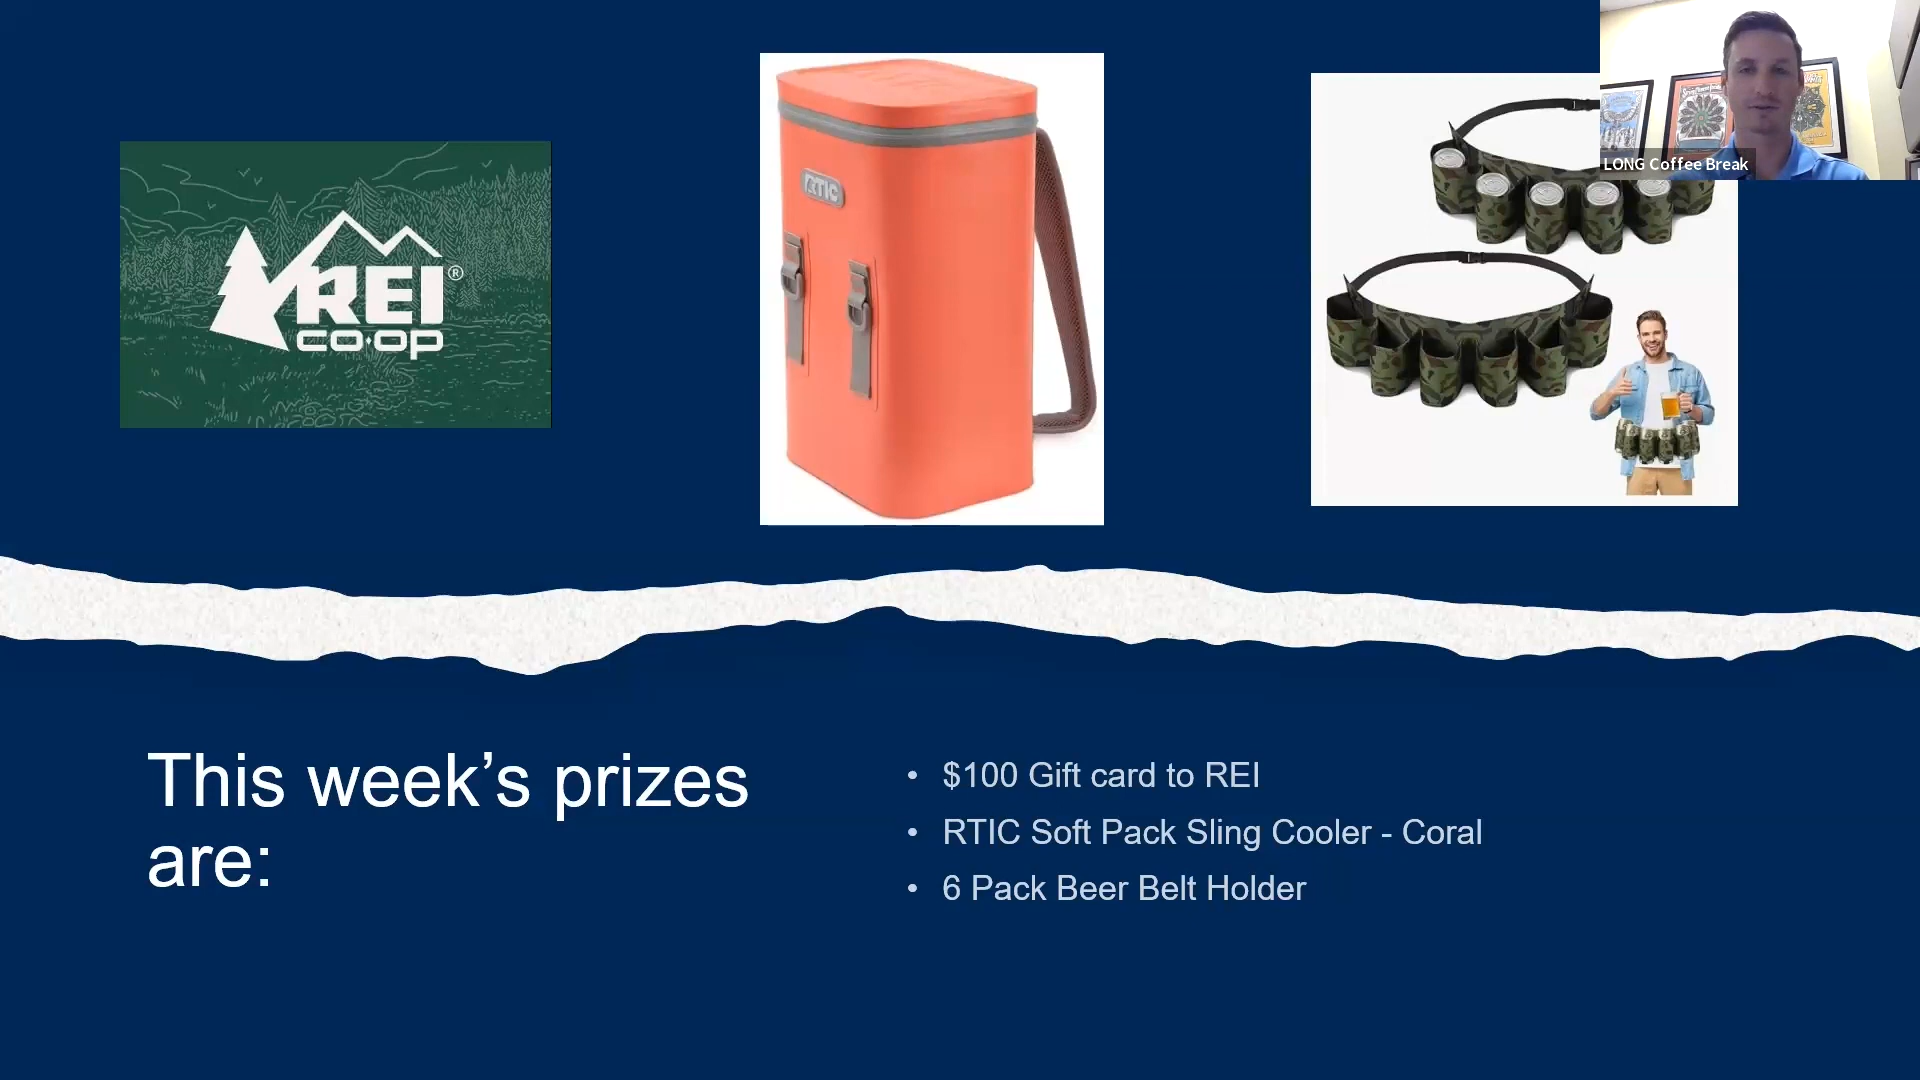 REI®
co·op
RTIC
LONG Coffee Break
This week’s prizes
are:
• $100 Gift card to REI
• RTIC Soft Pack Sling Cooler - Coral
• 6 Pack Beer Belt Holder